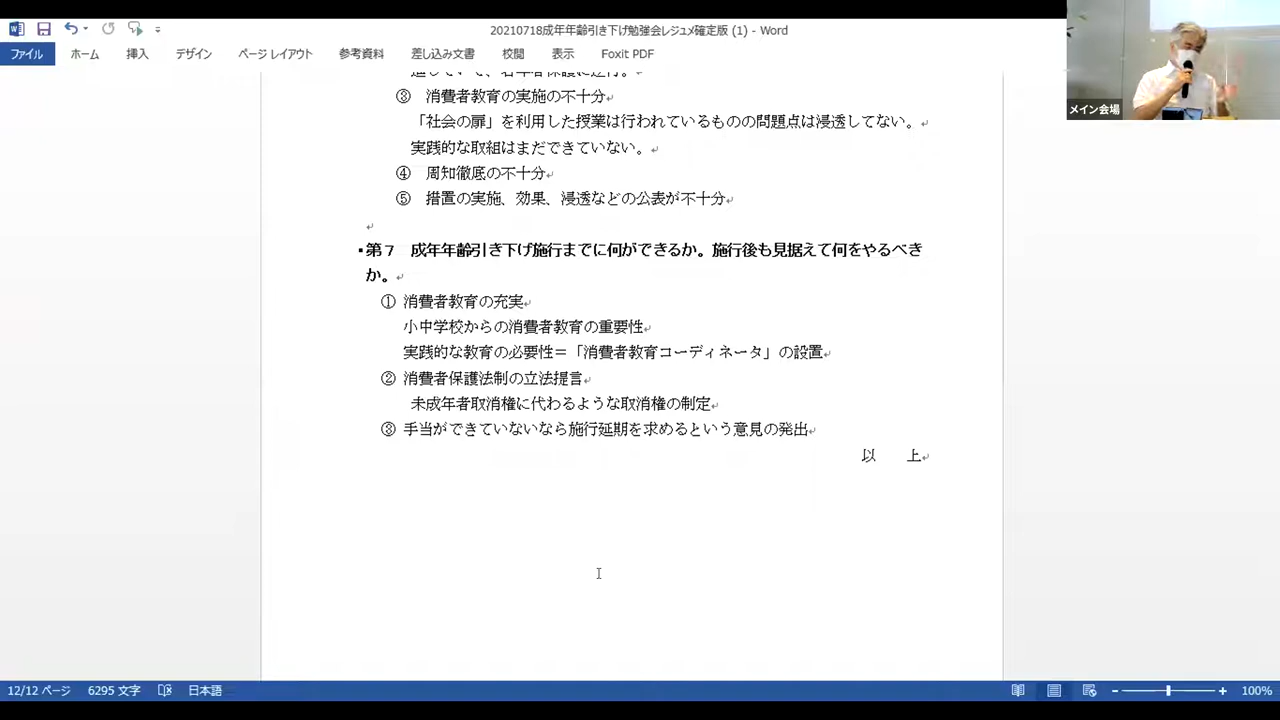 20210718成年年齢引き下げ勉強会レジュメ確定版 (1) - Word
ファイル ホーム 挿入 デザイン ページ レイアウト 参考資料 差し込み文書 校閲 表示 Foxit PDF
メイン会場
③ 消費者教育の実施の不十分
「社会の扉」を利用した授業は行われているものの問題点は浸透してない。
実践的な取組はまだできていない。
④ 周知徹底の不十分
⑤ 措置の実施、効果、浸透などの公表が不十分
第7 成年年齢引き下げ施行までに何ができるか。施行後も見据えて何をやるべき
か。
① 消費者教育の充実
小中学校からの消費者教育の重要性
実践的な教育の必要性＝「消費者教育コーディネータ」の設置
② 消費者保護法制の立法提言
未成年者取消権に代わるような取消権の制定
③ 手当ができていないなら施行延期を求めるという意見の発出
以 上
12/12 ページ 6295 文字 日本語 100%